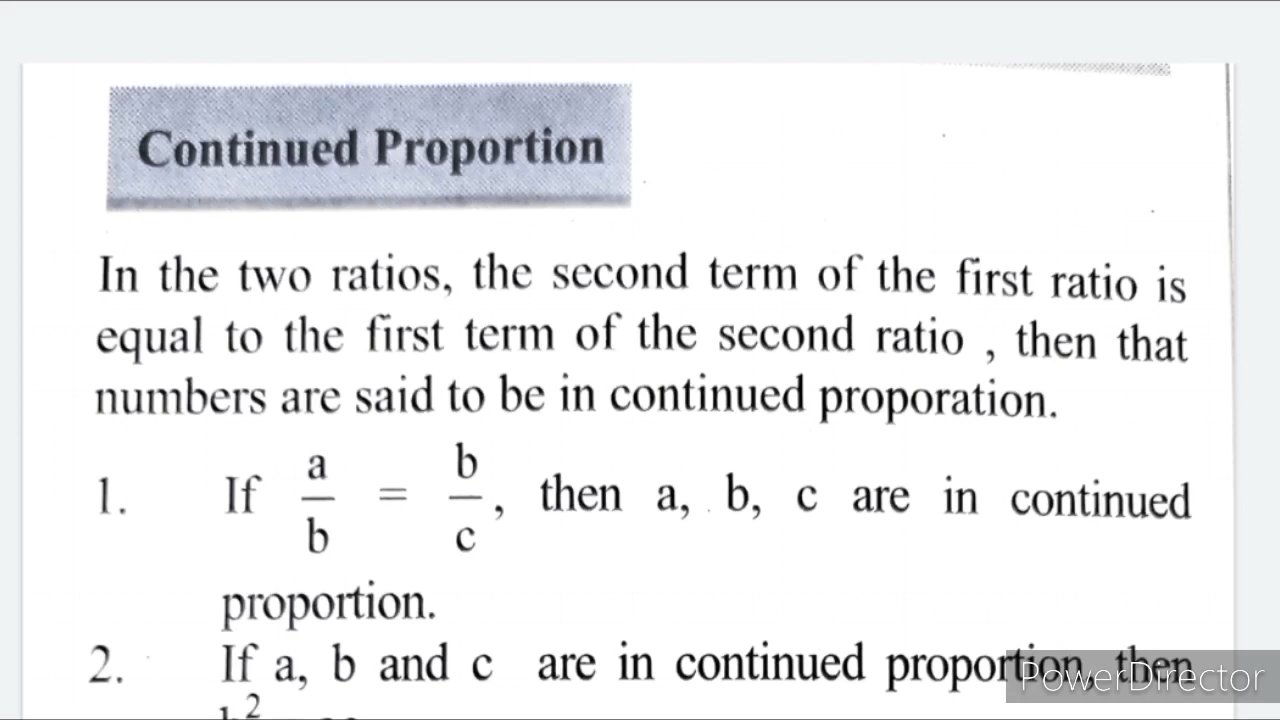 Continued Proportion
In the two ratios, the second term of the first ratio is
equal to the first term of the second ratio , then that
numbers are said to be in continued proporation.
1. If a/b = b/c, then a, b, c are in continued
proportion.
2. If a, b and c are in continued proportion, then
PowerDirector